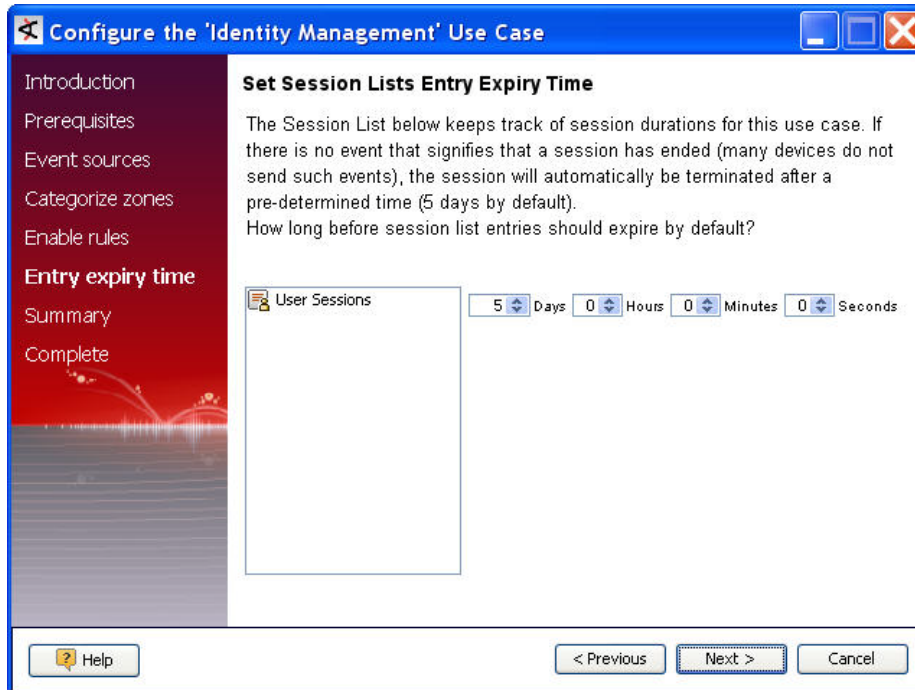 Configure the 'Identity Management' Use Case
Introduction
Prerequisites
Event sources
Categorize zones
Enable rules
Entry expiry time
Summary
Complete
Set Session Lists Entry Expiry Time
The Session List below keeps track of session durations for this use case. If
there is no event that signifies that a session has ended (many devices do not
send such events), the session will automatically be terminated after a
pre-determined time (5 days by default).
How long before session list entries should expire by default?
User Sessions
5 Days 0 Hours 0 Minutes 0 Seconds
Help
< Previous
Next >
Cancel